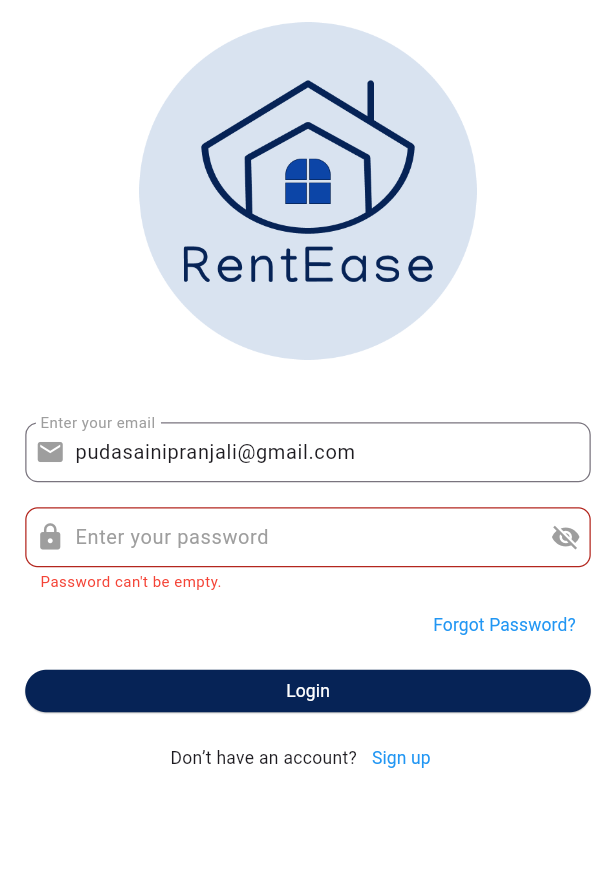 RentEase
Enter your email
pudasainipranjali@gmail.com
Enter your password
Password can't be empty.
Forgot Password?
Login
Don’t have an account? Sign up